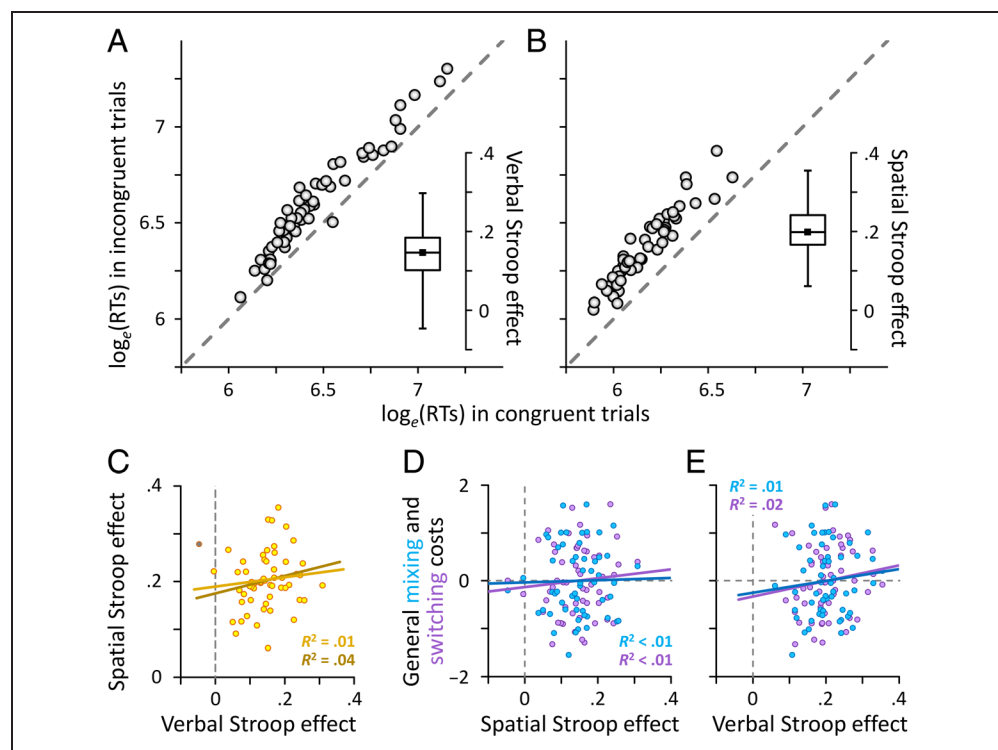 A
B
log_e(RTs) in incongruent trials
7
6.5
6
6
6.5
7
.4
.2
0
Verbal Stroop effect
6
6.5
7
.4
.2
0
Spatial Stroop effect
log_e(RTs) in congruent trials
C
D
E
Spatial Stroop effect
.4
.2
0
R² = .01
R² = .04
0
.2
.4
Verbal Stroop effect
General mixing and
switching costs
2
0
−2
R² < .01
R² < .01
0
.2
.4
Spatial Stroop effect
R² = .01
R² = .02
0
.2
.4
Verbal Stroop effect